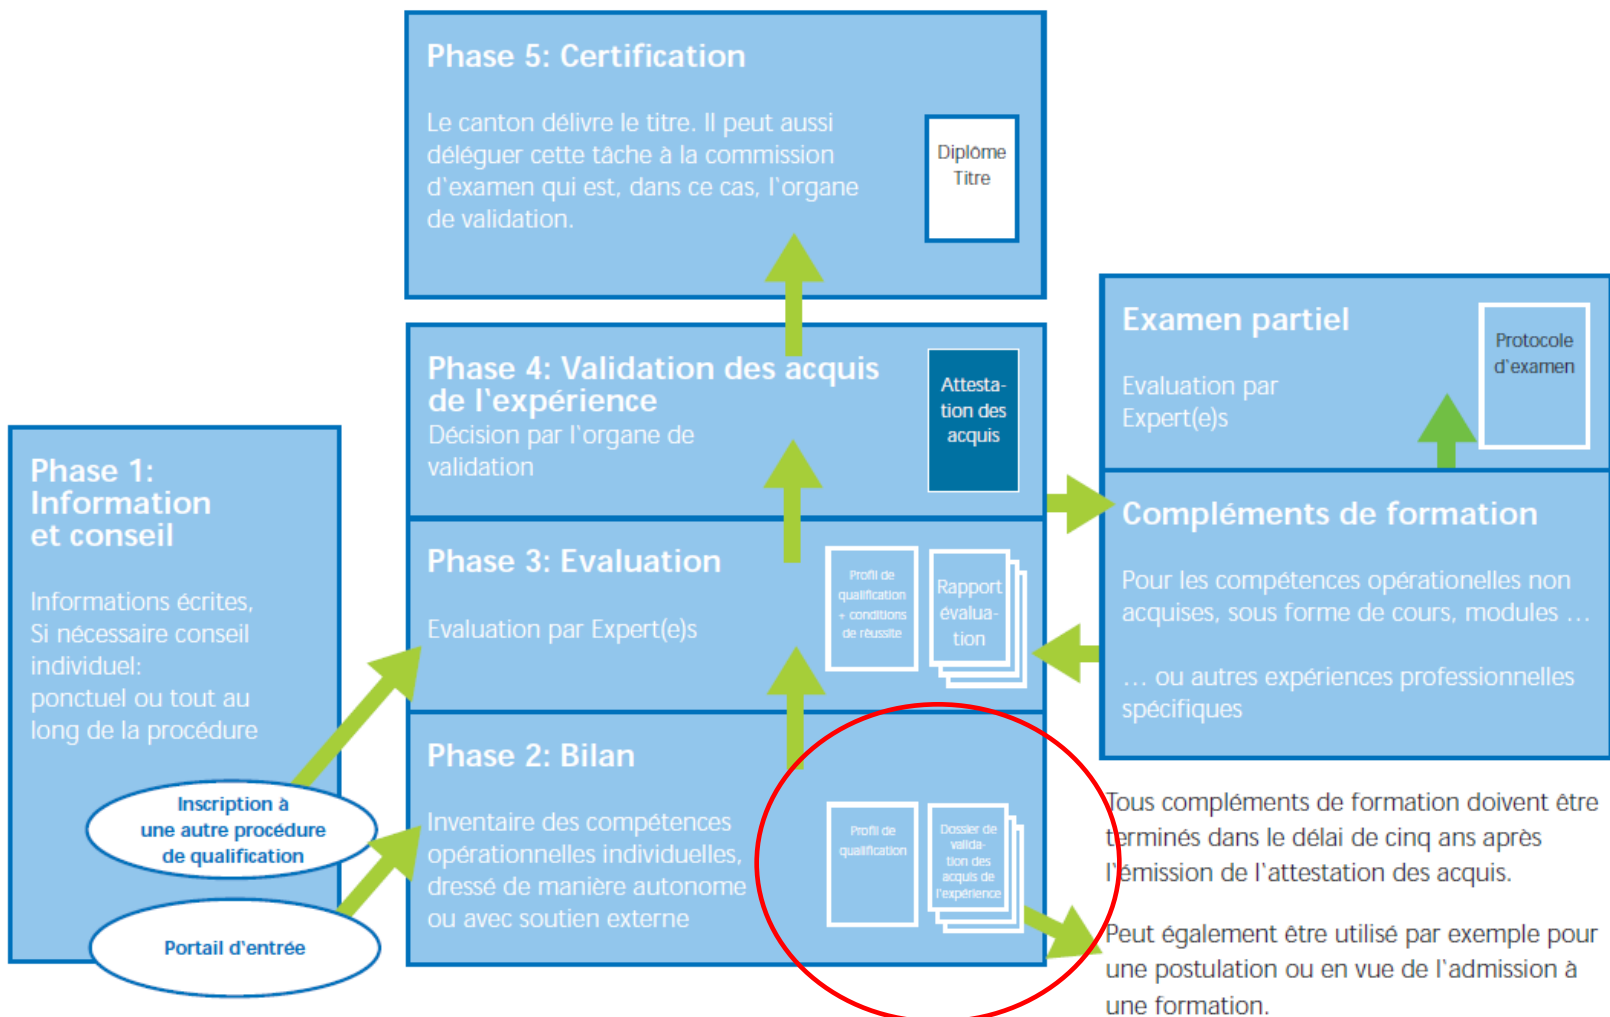 Phase 5: Certification
Le canton délivre le titre. Il peut aussi
déléguer cette tâche à la commission
d'examen qui est, dans ce cas, l'organe
de validation.
Diplôme
Titre
Phase 4: Validation des acquis
de l'expérience
Décision par l'organe de
validation
Attesta-
tion des
acquis
Examen partiel
Evaluation par
Expert(e)s
Protocole
d'examen
Phase 1:
Information
et conseil
Informations écrites,
Si nécessaire conseil
individuel:
ponctuel ou tout au
long de la procédure
Inscription à
une autre procédure
de qualification
Portail d'entrée
Phase 3: Evaluation
Evaluation par Expert(e)s
Profil de
qualification
+ conditions
de réussite
Rapport
évalua-
tion
Compléments de formation
Pour les compétences opérationelles non
acquises, sous forme de cours, modules ...
... ou autres expériences professionnelles
spécifiques
Phase 2: Bilan
Inventaire des compétences
opérationnelles individuelles,
dressé de manière autonome
ou avec soutien externe
Profil de
qualification
Dossier de
valida-
tion des
acquis de
l'expérience
Tous compléments de formation doivent être
terminés dans le délai de cinq ans après
l'émission de l'attestation des acquis.
Peut également être utilisé par exemple pour
une postulation ou en vue de l'admission à
une formation.